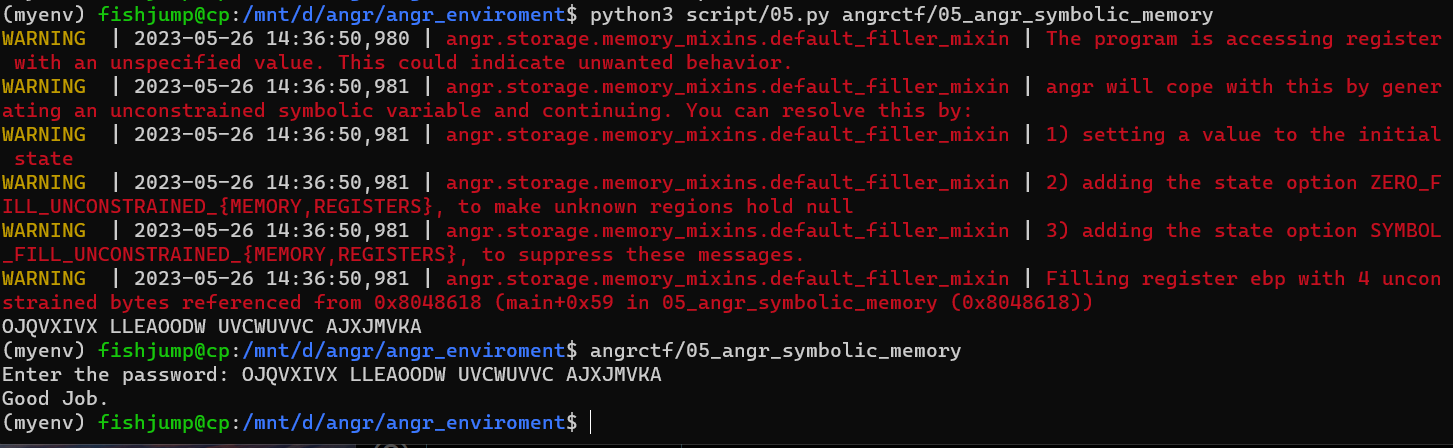 (myenv) fishjump@cp:/mnt/d/angr/angr_enviroment$ python3 script/05.py angrctf/05_angr_symbolic_memory
WARNING  | 2023-05-26 14:36:50,980 | angr.storage.memory_mixins.default_filler_mixin | The program is accessing register
 with an unspecified value. This could indicate unwanted behavior.
WARNING  | 2023-05-26 14:36:50,981 | angr.storage.memory_mixins.default_filler_mixin | angr will cope with this by gener
ating an unconstrained symbolic variable and continuing. You can resolve this by:
WARNING  | 2023-05-26 14:36:50,981 | angr.storage.memory_mixins.default_filler_mixin | 1) setting a value to the initial
 state
WARNING  | 2023-05-26 14:36:50,981 | angr.storage.memory_mixins.default_filler_mixin | 2) adding the state option ZERO_F
ILL_UNCONSTRAINED_{MEMORY,REGISTERS}, to make unknown regions hold null
WARNING  | 2023-05-26 14:36:50,981 | angr.storage.memory_mixins.default_filler_mixin | 3) adding the state option SYMBOL
_FILL_UNCONSTRAINED_{MEMORY,REGISTERS}, to suppress these messages.
WARNING  | 2023-05-26 14:36:50,981 | angr.storage.memory_mixins.default_filler_mixin | Filling register ebp with 4 uncon
strained bytes referenced from 0x8048618 (main+0x59 in 05_angr_symbolic_memory (0x8048618))
OJQVXIVX LLEAOODW UVCWUVVC AJXJMVKA
(myenv) fishjump@cp:/mnt/d/angr/angr_enviroment$ angrctf/05_angr_symbolic_memory
Enter the password: OJQVXIVX LLEAOODW UVCWUVVC AJXJMVKA
Good Job.
(myenv) fishjump@cp:/mnt/d/angr/angr_enviroment$